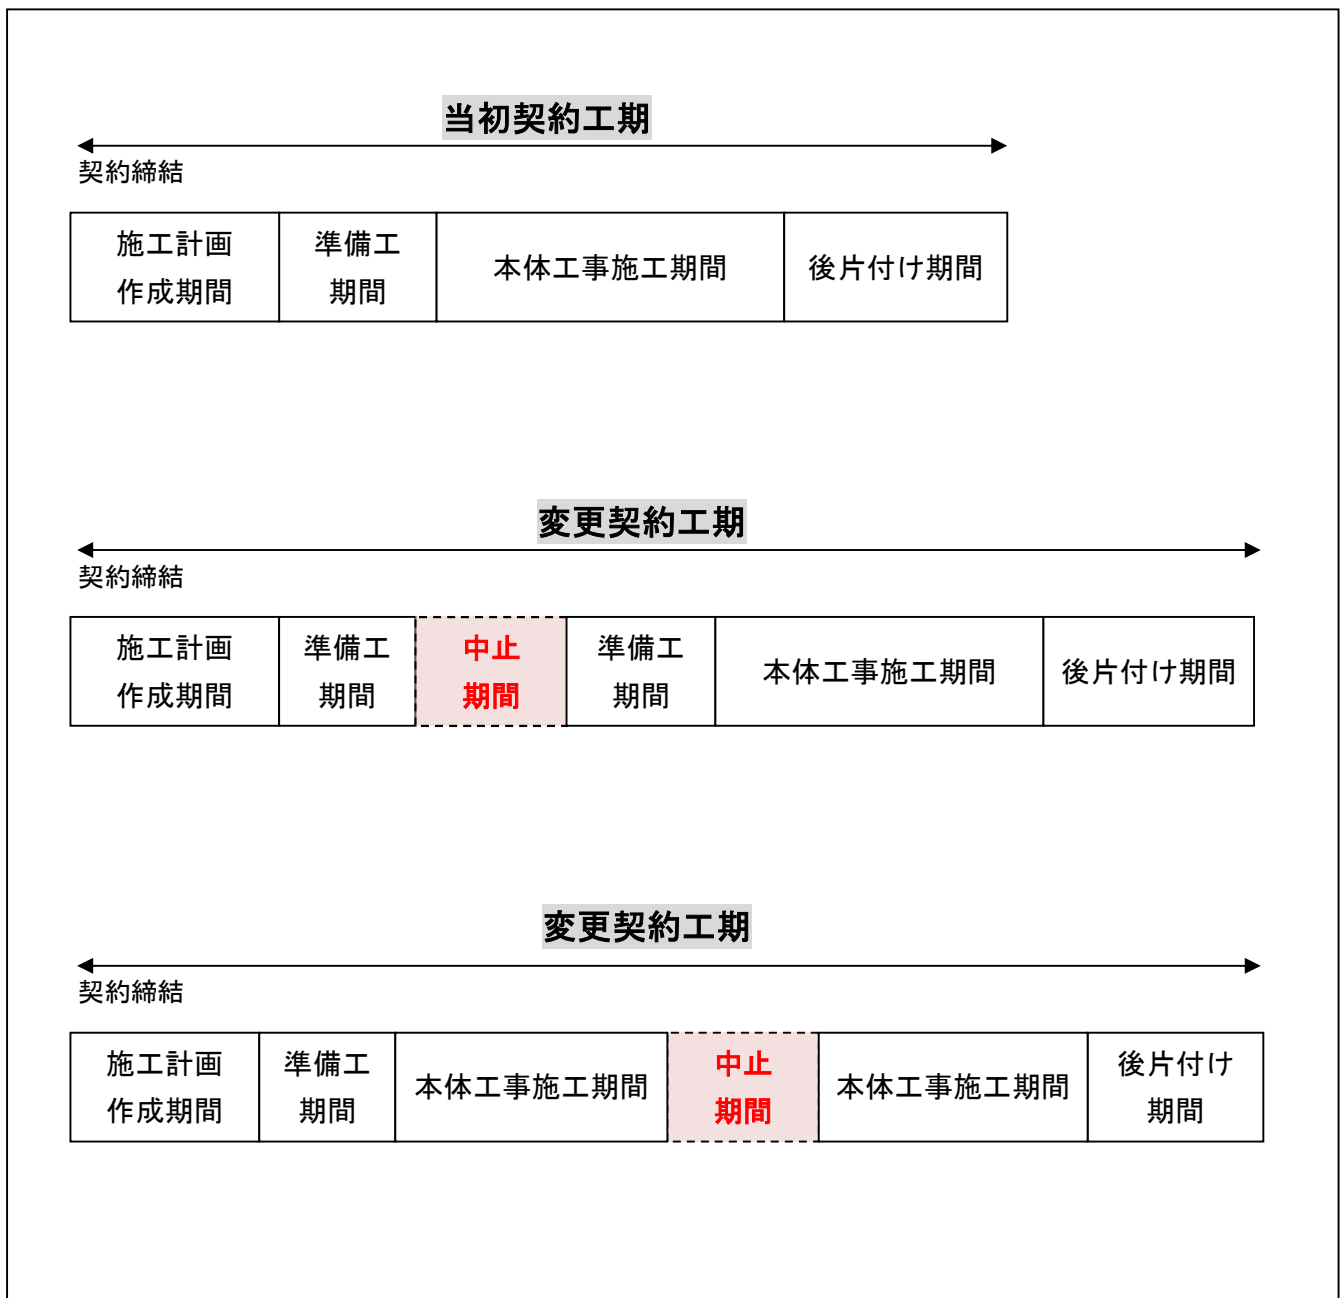 当初契約工期
契約締結
施工計画
作成期間
準備工
期間
本体工事施工期間
後片付け期間
変更契約工期
契約締結
施工計画
作成期間
準備工
期間
中止
期間
準備工
期間
本体工事施工期間
後片付け期間
変更契約工期
契約締結
施工計画
作成期間
準備工
期間
本体工事施工期間
中止
期間
本体工事施工期間
後片付け
期間